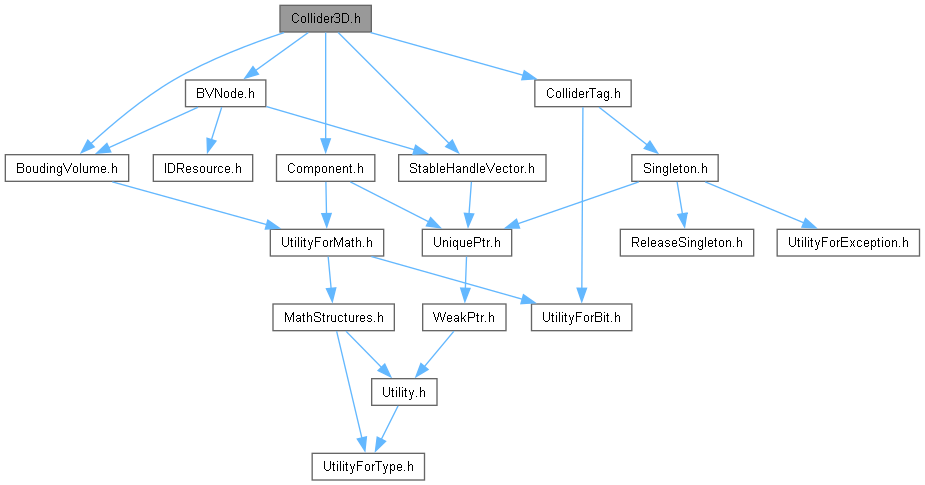 Collider3D.h
BVNode.h
ColliderTag.h
BoudingVolume.h
IDResource.h
Component.h
StableHandleVector.h
Singleton.h
UtilityForMath.h
UniquePtr.h
ReleaseSingleton.h
UtilityForException.h
MathStructures.h
WeakPtr.h
UtilityForBit.h
Utility.h
UtilityForType.h